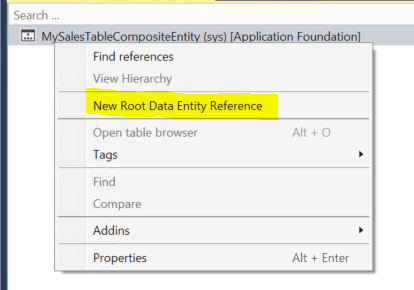 Search ...
MySalesTableCompositeEntity (sys) [Application Foundation]
Find references
View Hierarchy
New Root Data Entity Reference
Open table browser Alt + O
Tags
Find
Compare
Addins
Properties Alt + Enter